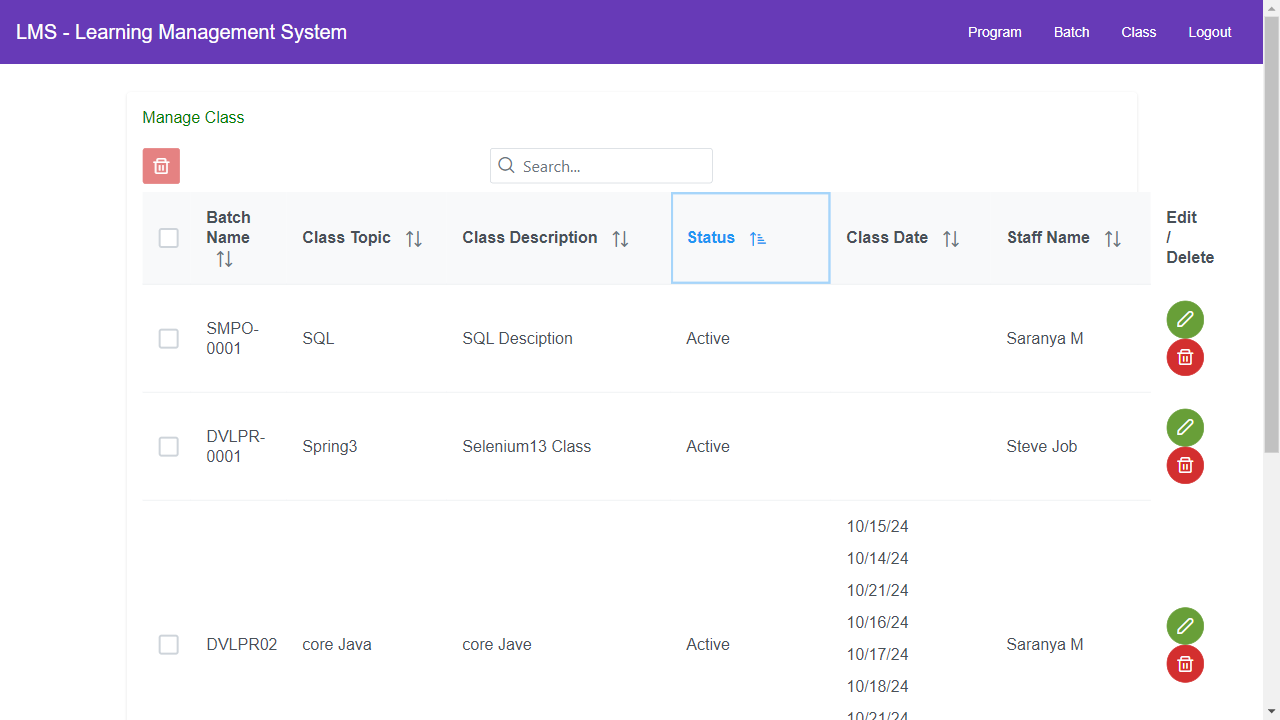 LMS - Learning Management System
Program
Batch
Class
Logout
Manage Class
Search...
Batch
Name
Class Topic
Class Description
Status
Class Date
Staff Name
Edit
/
Delete
SMPO-
0001
SQL
SQL Desciption
Active
Saranya M
DVLPR-
0001
Spring3
Selenium13 Class
Active
Steve Job
DVLPR02
core Java
core Jave
Active
10/15/24
10/14/24
10/21/24
10/16/24
10/17/24
10/18/24
10/21/24
Saranya M